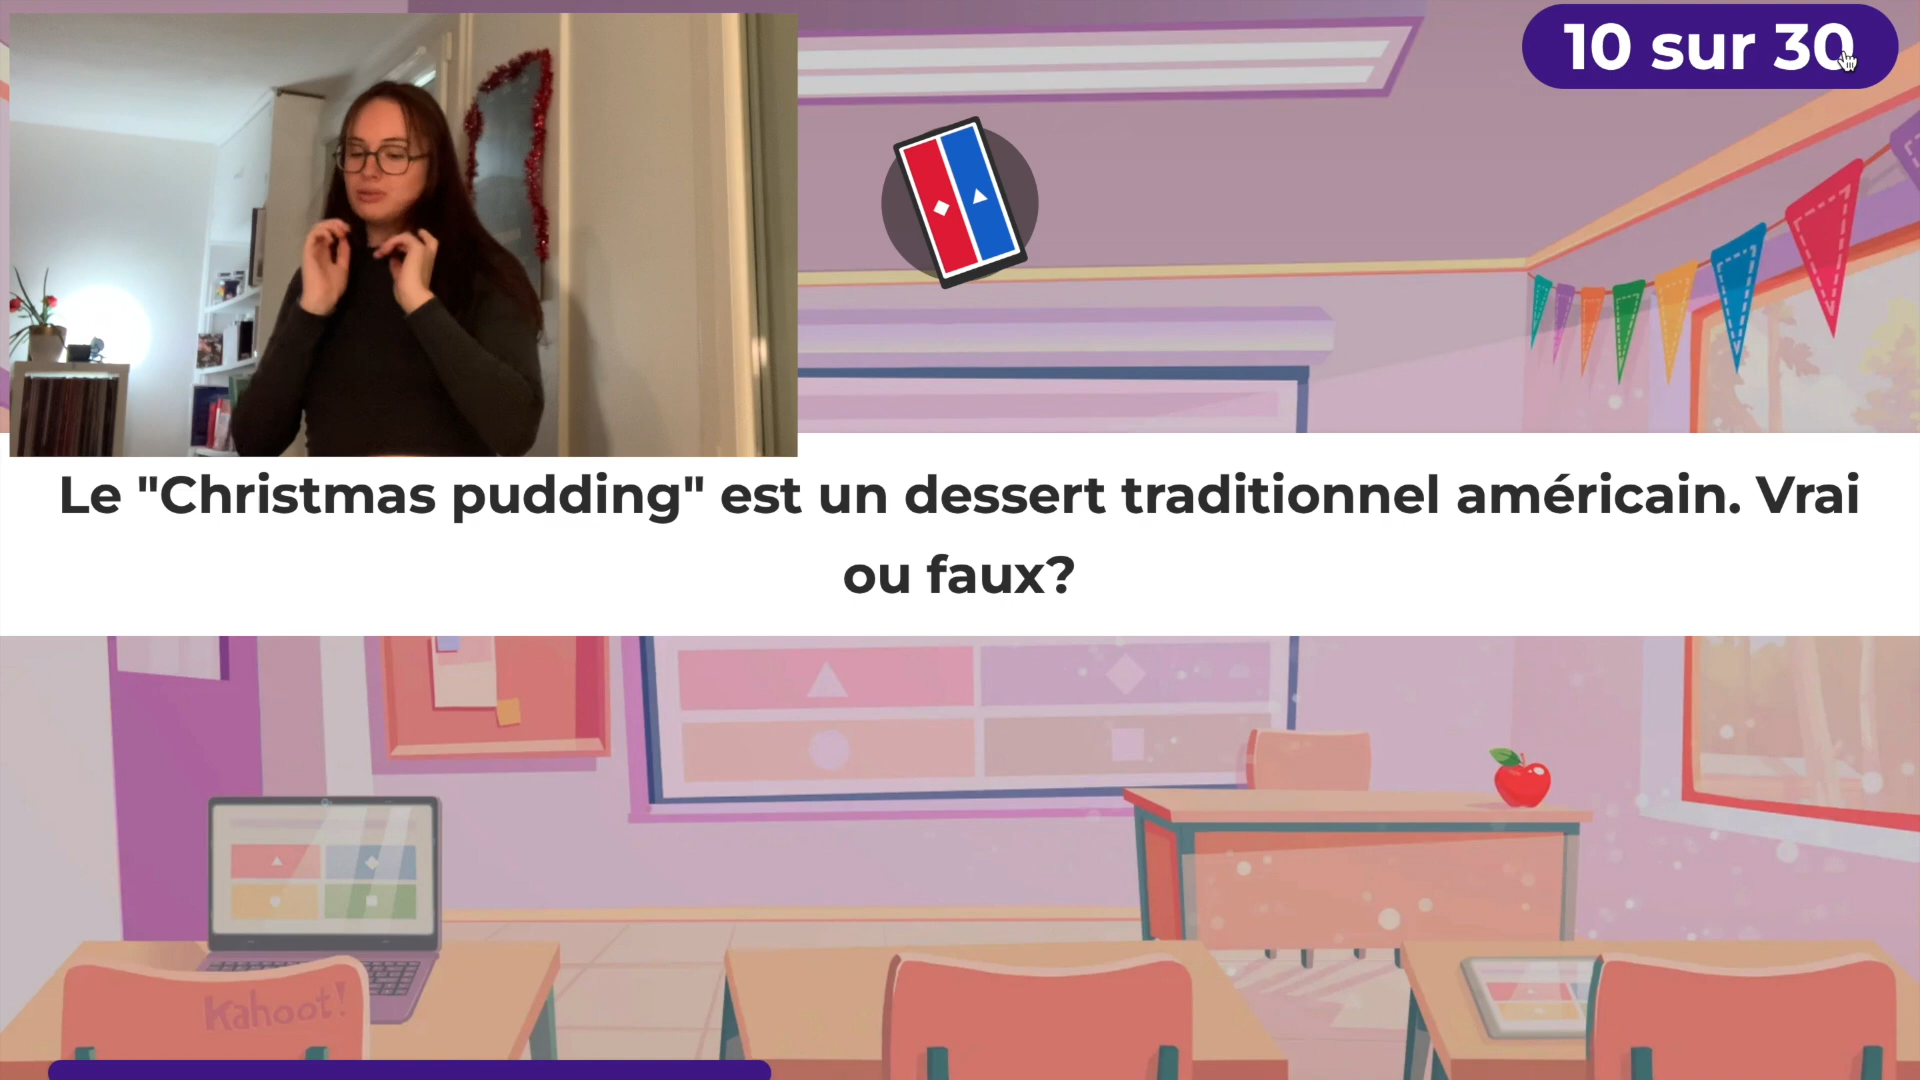 10 sur 30
Le "Christmas pudding" est un dessert traditionnel américain. Vrai
ou faux?
Kahoot!